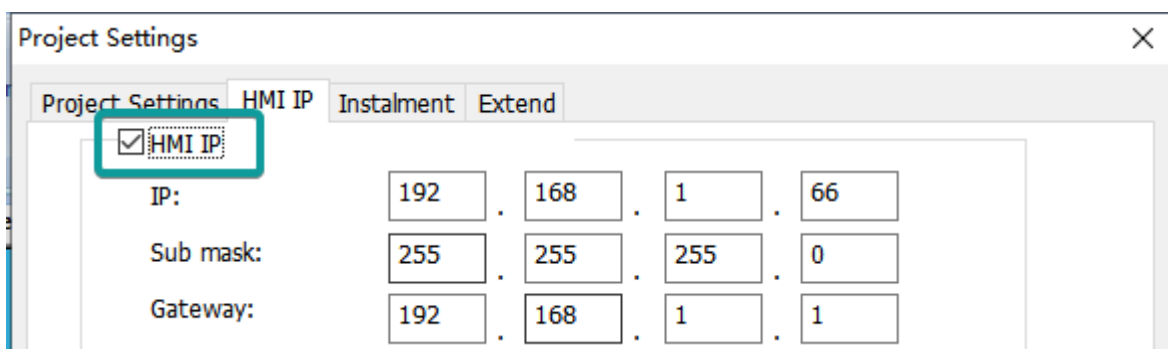 Project Settings
Project Settings HMI IP Instalment Extend
HMI IP
IP: 192 . 168 . 1 . 66
Sub mask: 255 . 255 . 255 . 0
Gateway: 192 . 168 . 1 . 1